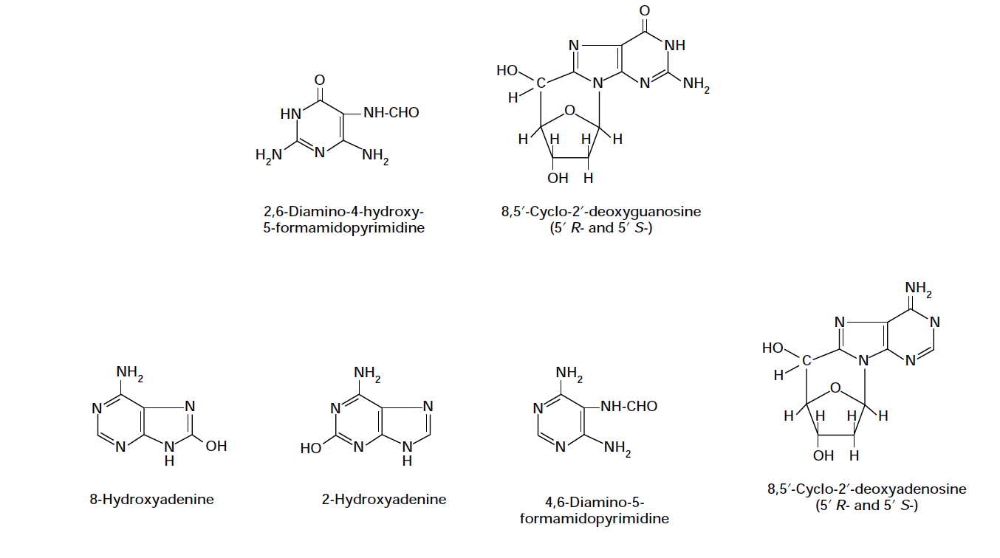 O
HN
NH-CHO
H2N
N
NH2
2,6-Diamino-4-hydroxy-
5-formamidopyrimidine
O
N
NH
HO
C
N
N
NH2
H
O
H
H
H
H
OH
H
8,5′-Cyclo-2′-deoxyguanosine
(5′ R- and 5′ S-)
NH2
N
N
N
N
H
OH
8-Hydroxyadenine
NH2
N
N
HO
N
N
H
2-Hydroxyadenine
NH2
N
NH-CHO
N
NH2
4,6-Diamino-5-
formamidopyrimidine
NH2
N
N
HO
C
N
N
H
O
H
H
H
H
OH
H
8,5′-Cyclo-2′-deoxyadenosine
(5′ R- and 5′ S-)